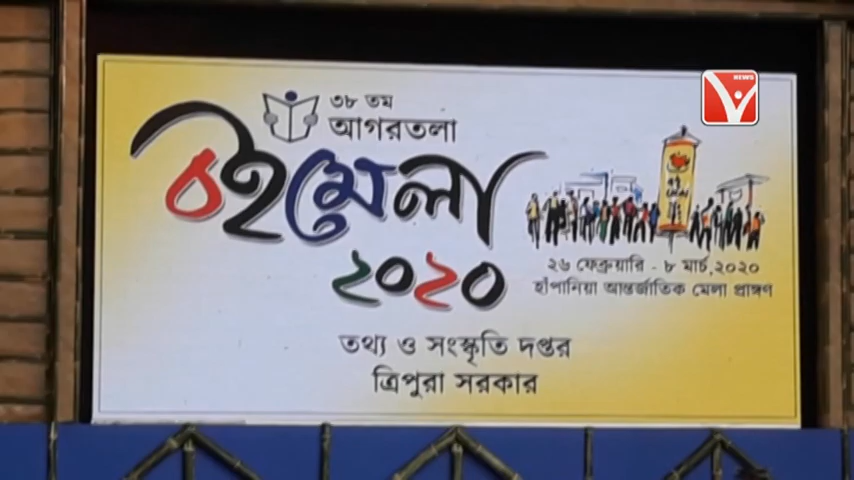 ৩৮ তম
আগরতলা
বইমেলা
২০২০
২৬ ফেব্রুয়ারি - ৮ মার্চ,২০২০
হাঁপানিয়া আন্তর্জাতিক মেলা প্রাঙ্গণ
তথ্য ও সংস্কৃতি দপ্তর
ত্রিপুরা সরকার
NEWS
V